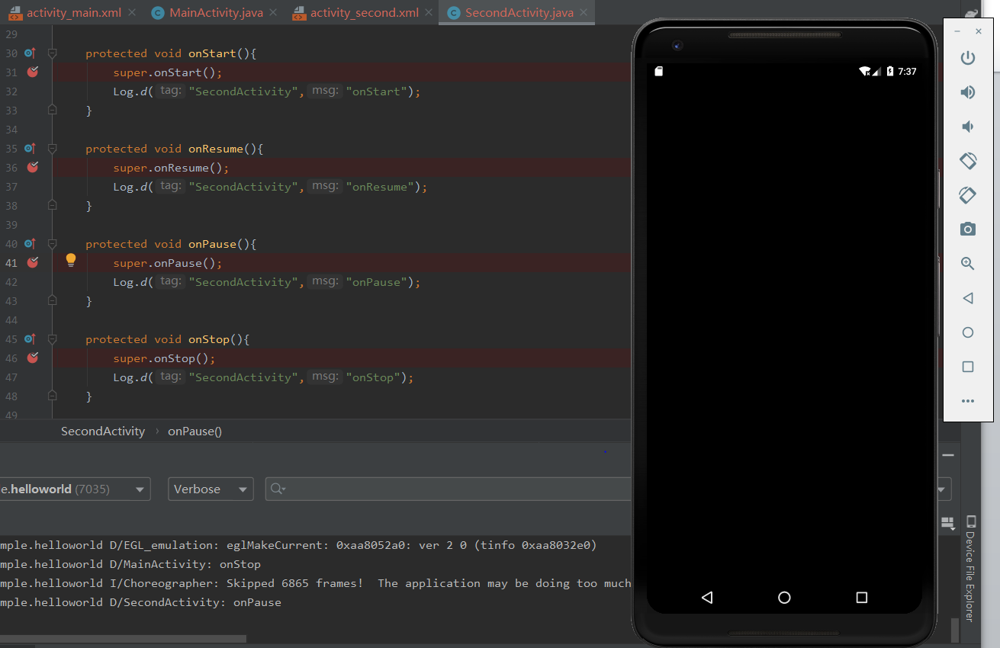 activity_main.xml MainActivity.java activity_second.xml SecondActivity.java
29
30 protected void onStart(){
31 super.onStart();
32 Log.d( tag: "SecondActivity", msg: "onStart");
33 }
34
35 protected void onResume(){
36 super.onResume();
37 Log.d( tag: "SecondActivity", msg: "onResume");
38 }
39
40 protected void onPause(){
41 super.onPause();
42 Log.d( tag: "SecondActivity", msg: "onPause");
43 }
44
45 protected void onStop(){
46 super.onStop();
47 Log.d( tag: "SecondActivity", msg: "onStop");
48 }
49
SecondActivity › onPause()
e.helloworld (7035) Verbose
mple.helloworld D/EGL_emulation: eglMakeCurrent: 0xaa8052a0: ver 2 0 (tinfo 0xaa8032e0)
mple.helloworld D/MainActivity: onStop
mple.helloworld I/Choreographer: Skipped 6865 frames!  The application may be doing too much
mple.helloworld D/SecondActivity: onPause
7:37
Device File Explorer